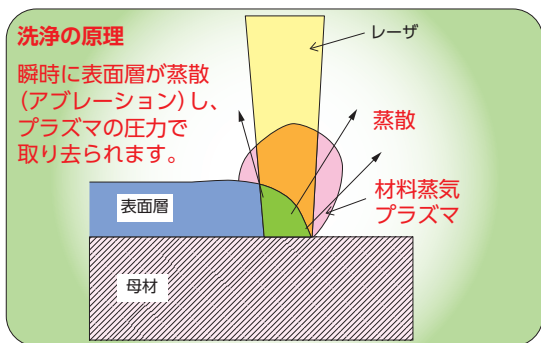 洗浄の原理
瞬時に表面層が蒸散
(アブレーション)し、
プラズマの圧力で
取り去られます。
レーザ
蒸散
材料蒸気
プラズマ
表面層
母材